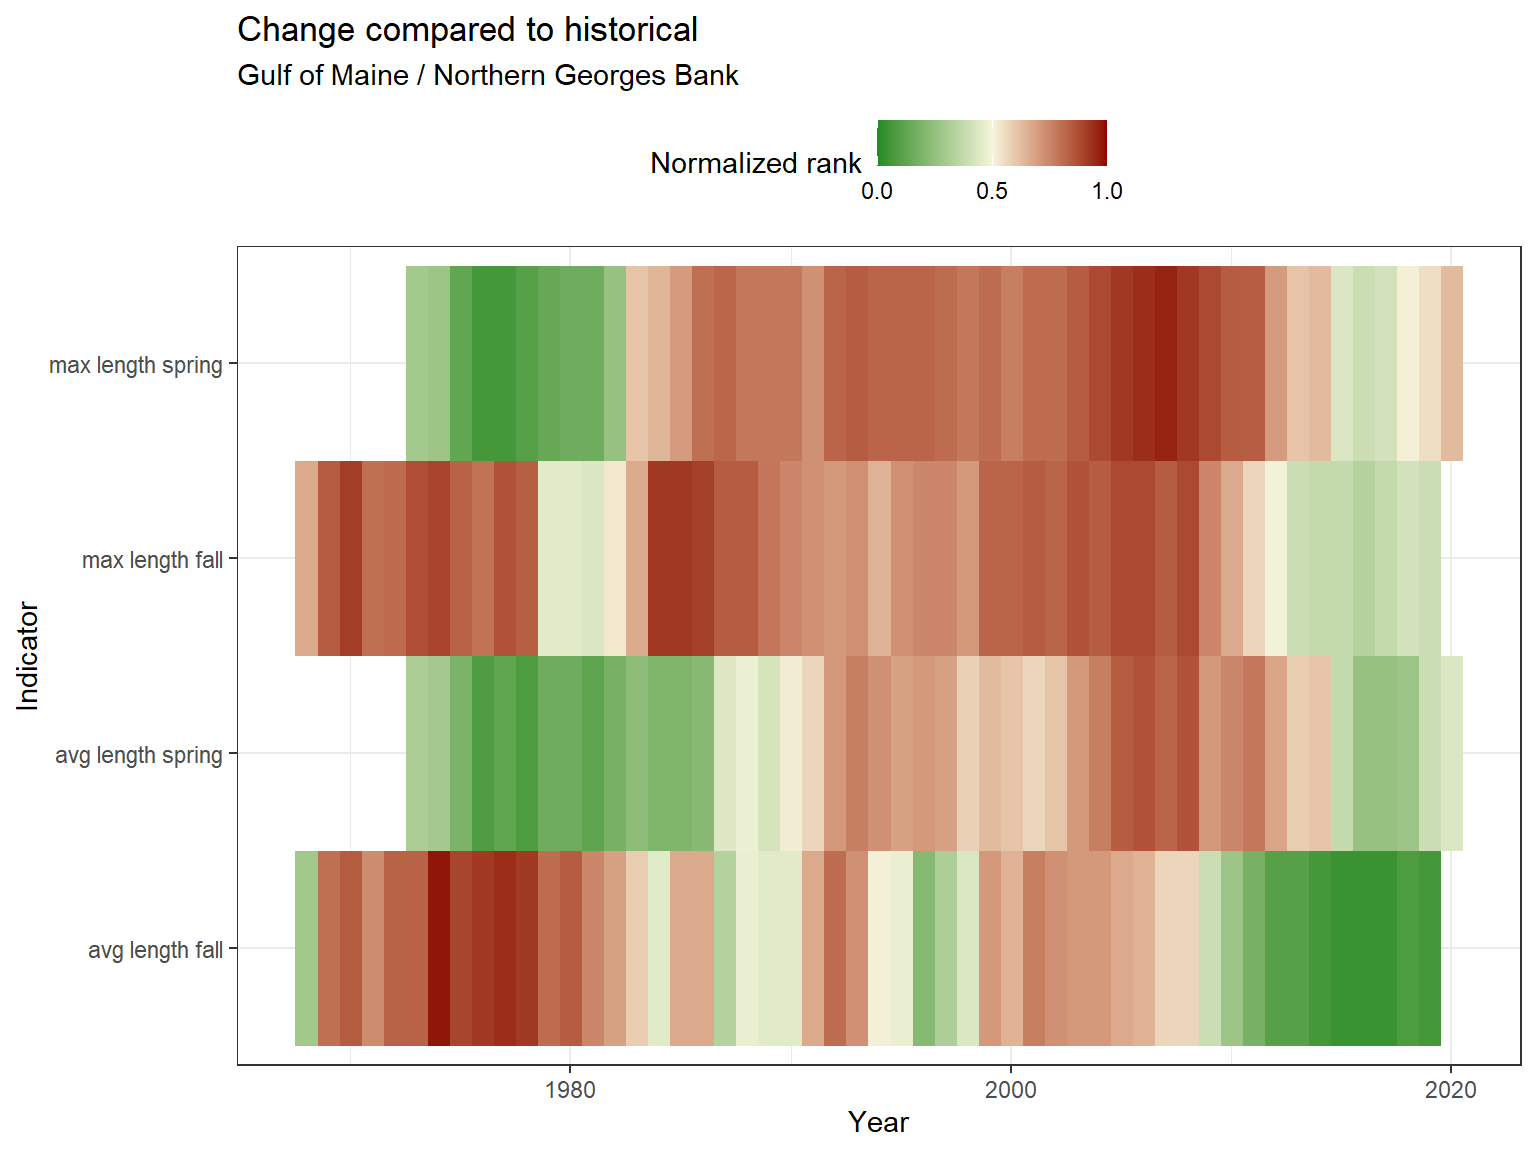 Change compared to historical
Gulf of Maine / Northern Georges Bank
Normalized rank
0.0 0.5 1.0
max length spring
max length fall
avg length spring
avg length fall
Indicator
1980 2000 2020
Year